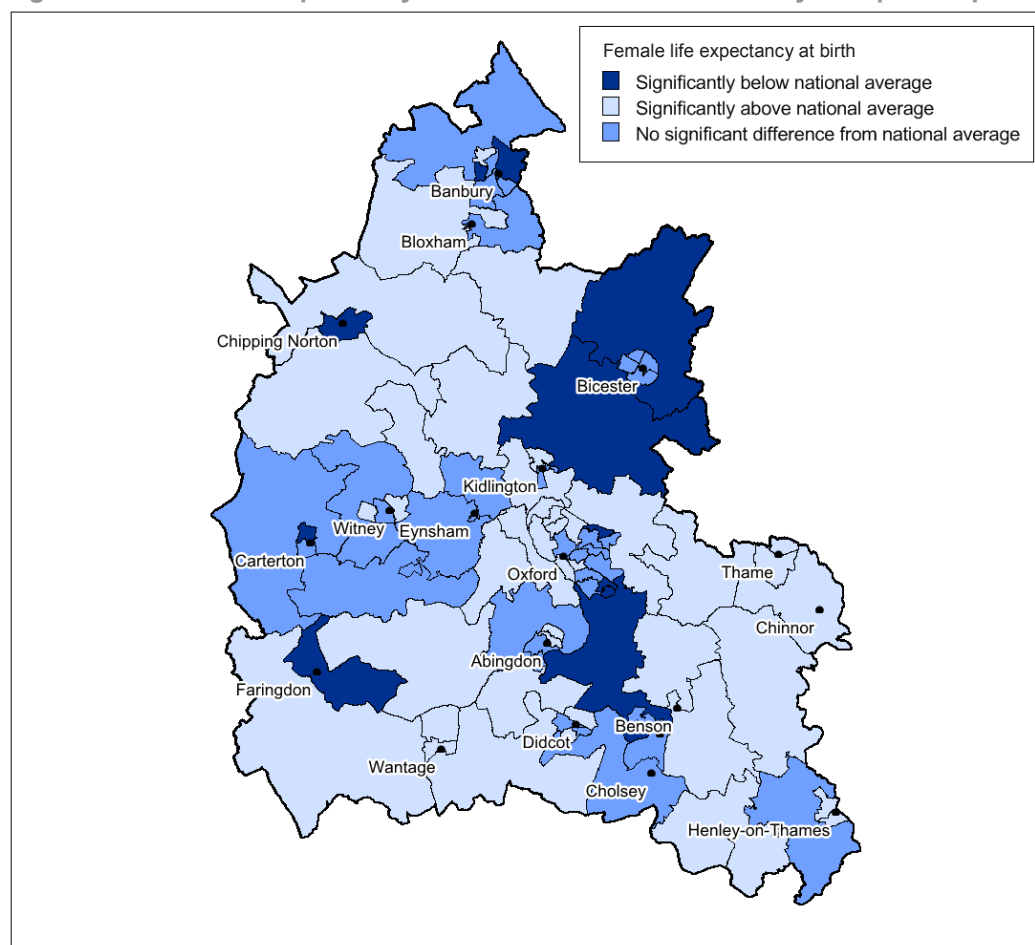 Female life expectancy at birth
Significantly below national average
Significantly above national average
No significant difference from national average
Banbury
Bloxham
Chipping Norton
Bicester
Kidlington
Witney
Eynsham
Carterton
Oxford
Thame
Chinnor
Abingdon
Faringdon
Benson
Didcot
Wantage
Cholsey
Henley-on-Thames